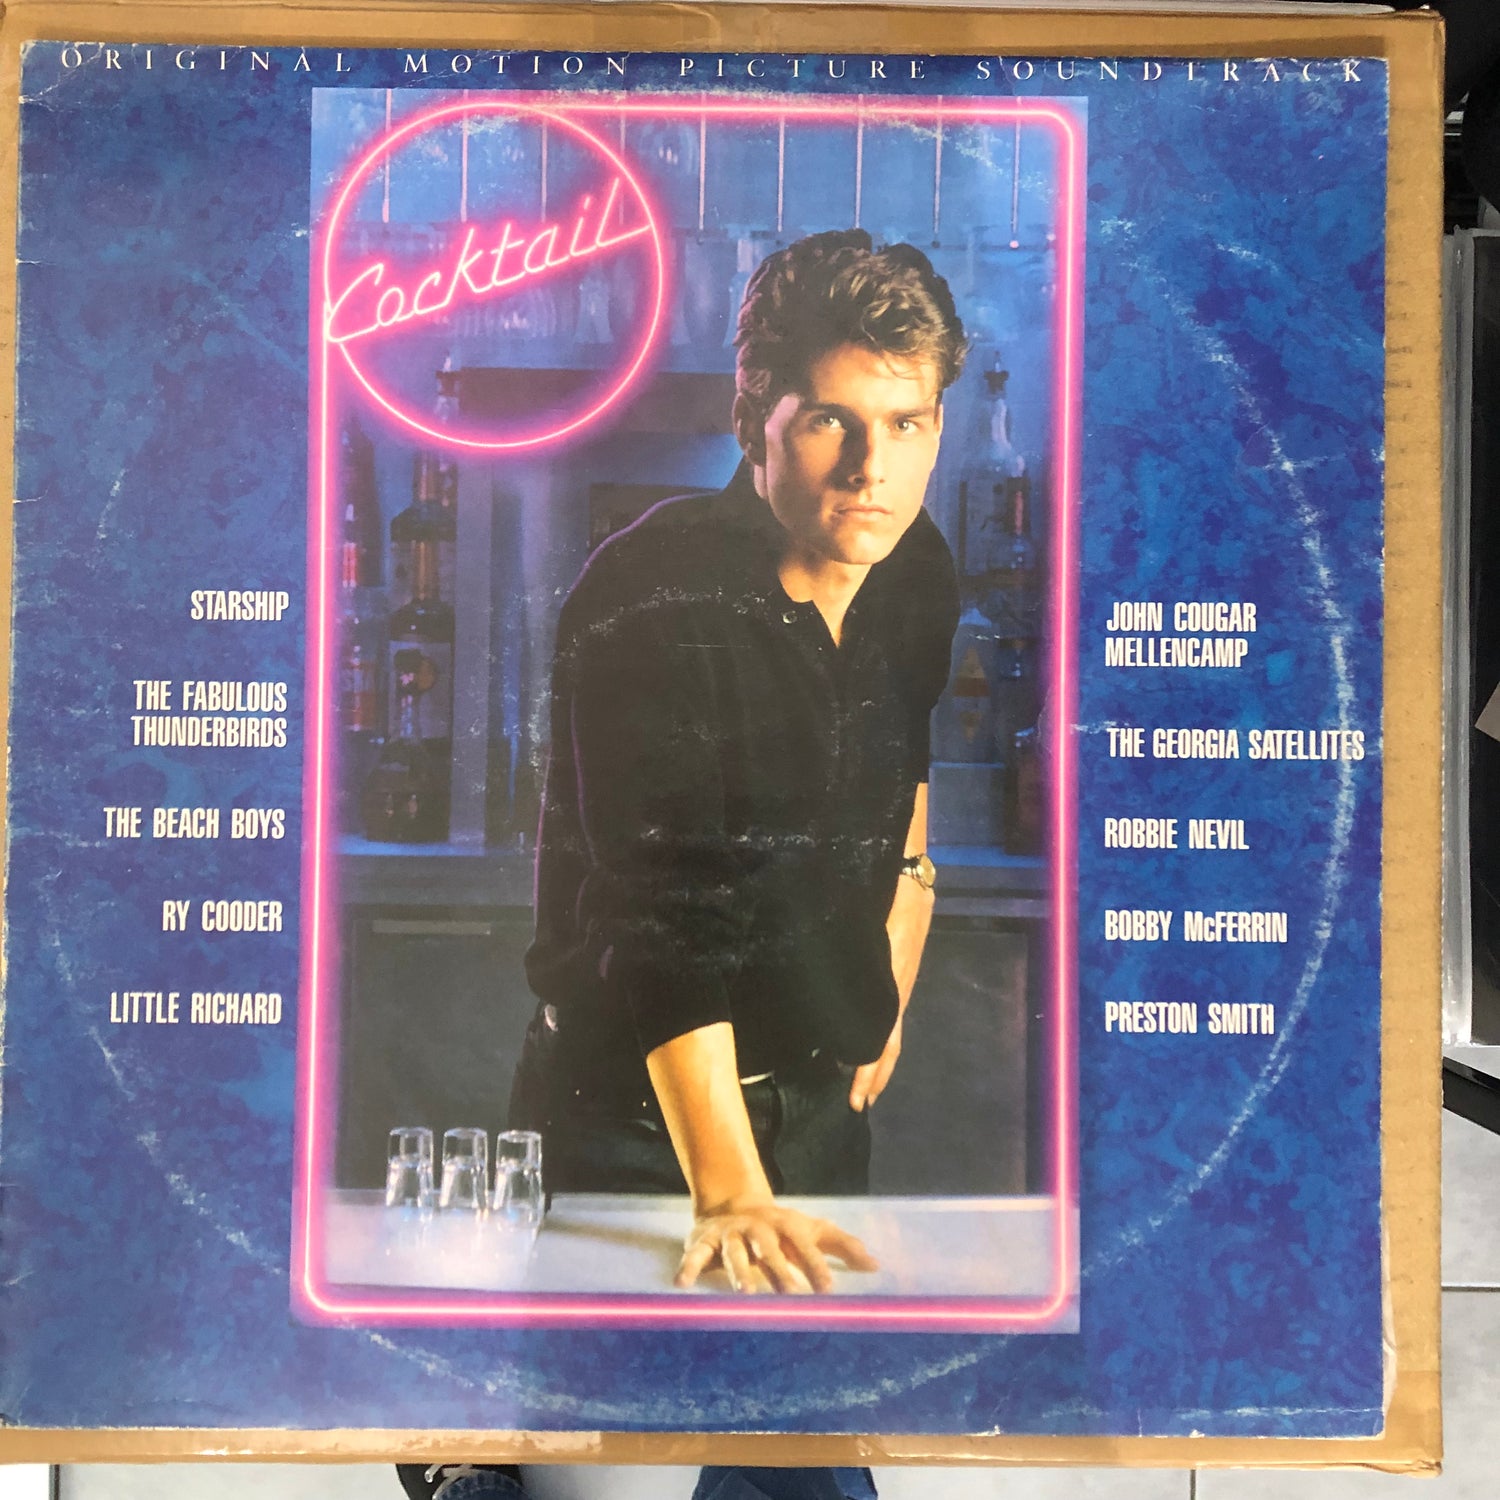 ORIGINAL MOTION PICTURE SOUNDTRACK
Cocktail
STARSHIP
THE FABULOUS
THUNDERBIRDS
THE BEACH BOYS
RY COODER
LITTLE RICHARD
JOHN COUGAR
MELLENCAMP
THE GEORGIA SATELLITES
ROBBIE NEVIL
BOBBY McFERRIN
PRESTON SMITH